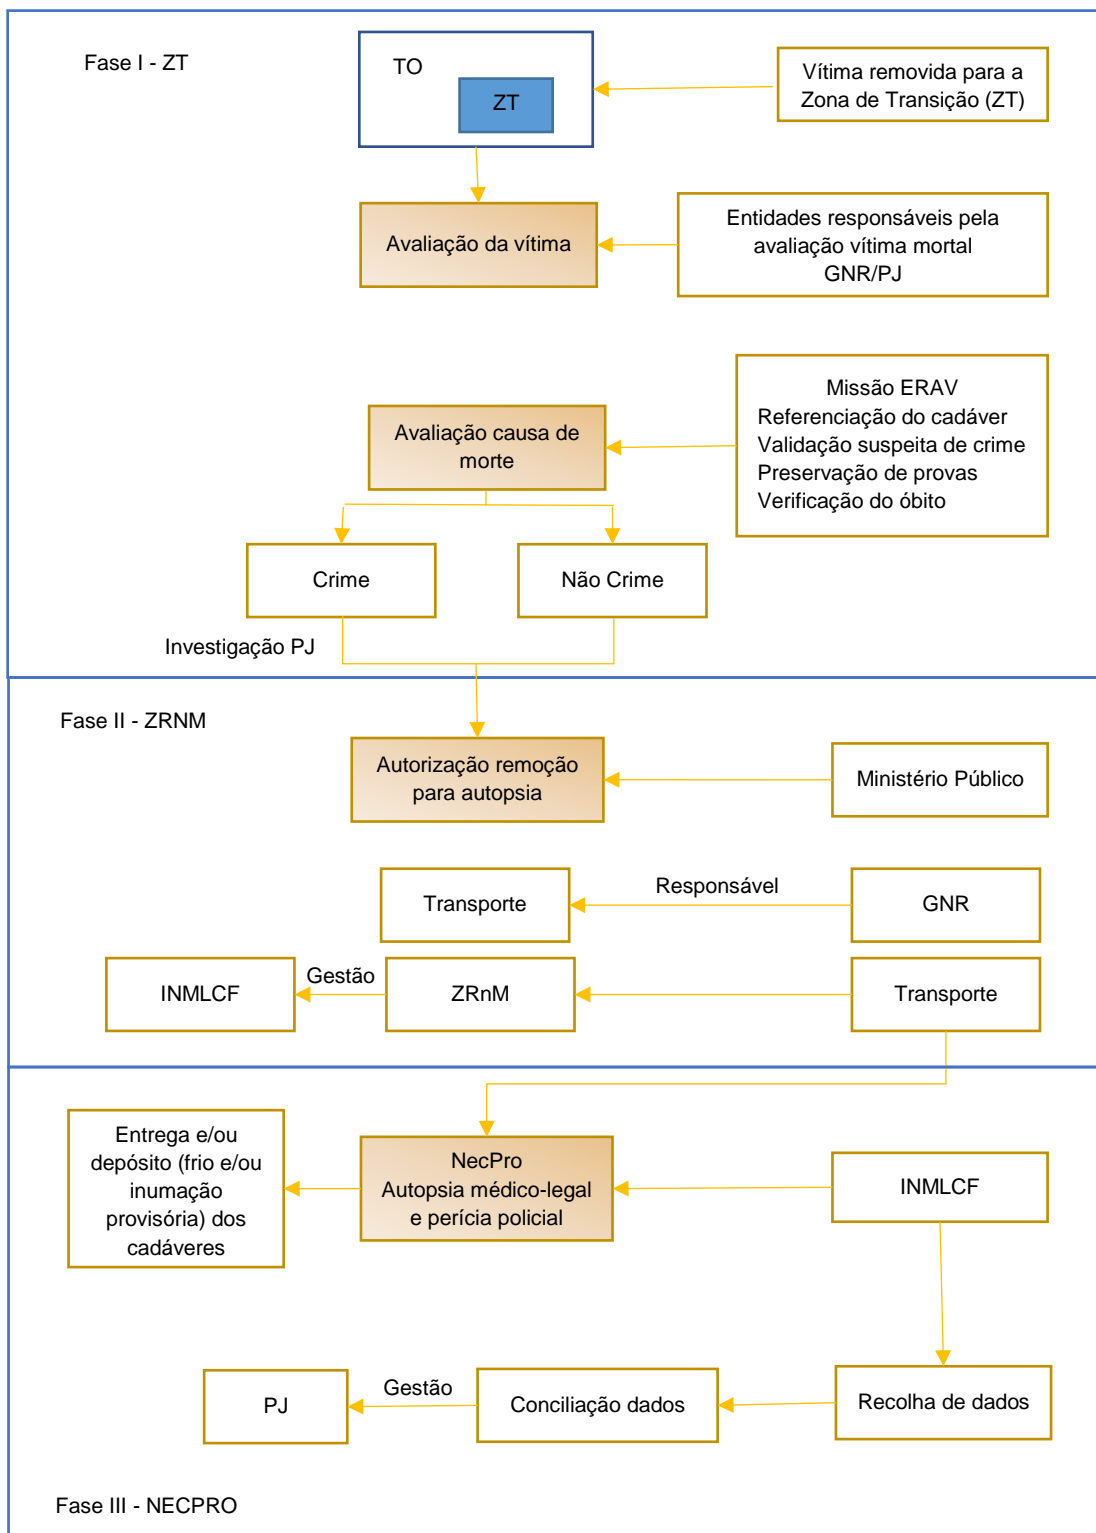 Fase I - ZT
TO
ZT
Vítima removida para a
Zona de Transição (ZT)
Avaliação da vítima
Entidades responsáveis pela
avaliação vítima mortal
GNR/PJ
Missão ERAV
Referenciação do cadáver
Validação suspeita de crime
Preservação de provas
Verificação do óbito
Avaliação causa de
morte
Crime
Não Crime
Investigação PJ
Fase II - ZRNM
Autorização remoção
para autopsia
Ministério Público
Transporte
Responsável
GNR
INMLCF
Gestão
ZRnM
Transporte
Entrega e/ou
depósito (frio e/ou
inumação
provisória) dos
cadáveres
NecPro
Autopsia médico-legal
e perícia policial
INMLCF
PJ
Gestão
Conciliação dados
Recolha de dados
Fase III - NECPRO